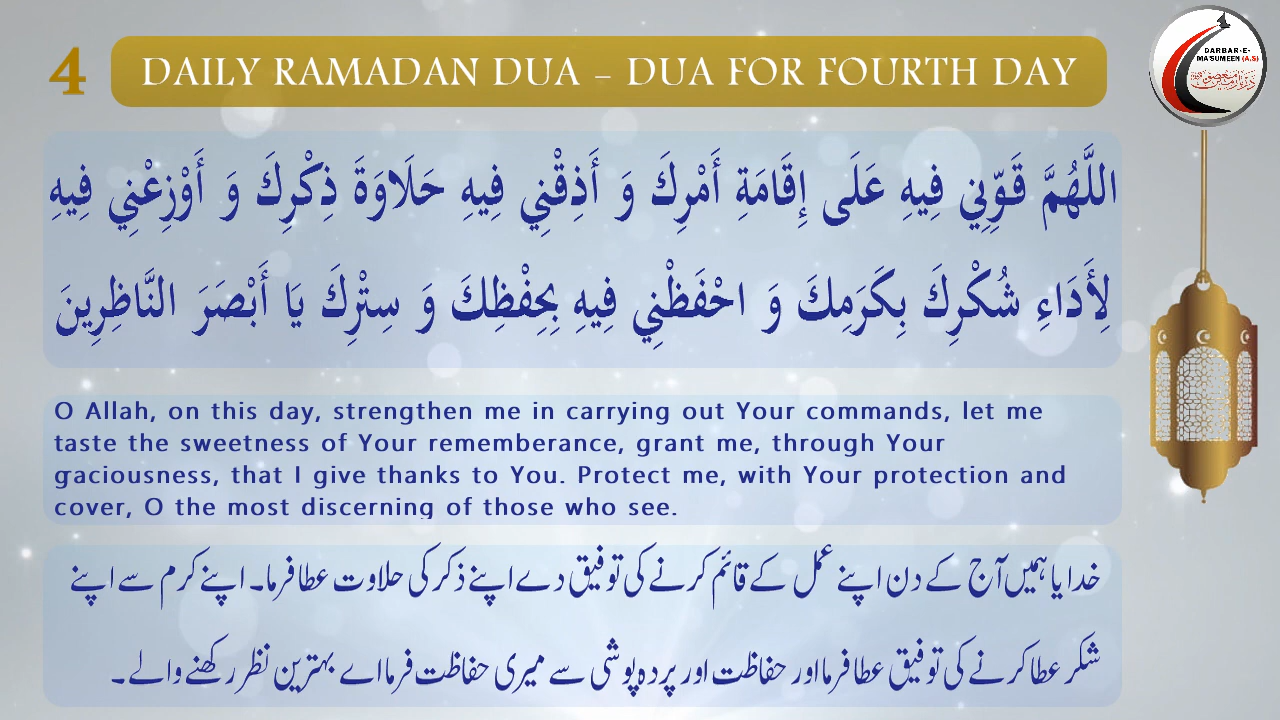 4
DAILY RAMADAN DUA – DUA FOR FOURTH DAY
DARBAR-E-
MA'SUMEEN (A.S)
اللَّهُمَّ قَوِّنِي فِيهِ عَلَى إِقَامَةِ أَمْرِكَ وَ أَذِقْنِي فِيهِ حَلَاوَةَ ذِكْرِكَ وَ أَوْزِعْنِي فِيهِ
لِأَدَاءِ شُكْرِكَ بِكَرَمِكَ وَ احْفَظْنِي فِيهِ بِحِفْظِكَ وَ سِتْرِكَ يَا أَبْصَرَ النَّاظِرِينَ
O Allah, on this day, strengthen me in carrying out Your commands, let me
taste the sweetness of Your rememberance, grant me, through Your
gaciousness, that I give thanks to You. Protect me, with Your protection and
cover, O the most discerning of those who see.
خدایا ہمیں آج کے دن اپنے عمل کے قائم کرنے کی توفیق دے اپنے ذکر کی حلاوت عطا فرما۔ اپنے کرم سے اپنے
شکر عطا کرنے کی توفیق عطا فرما اور حفاظت اور پردہ پوشی سے میری حفاظت فرما اے بہترین نظر رکھنے والے ۔